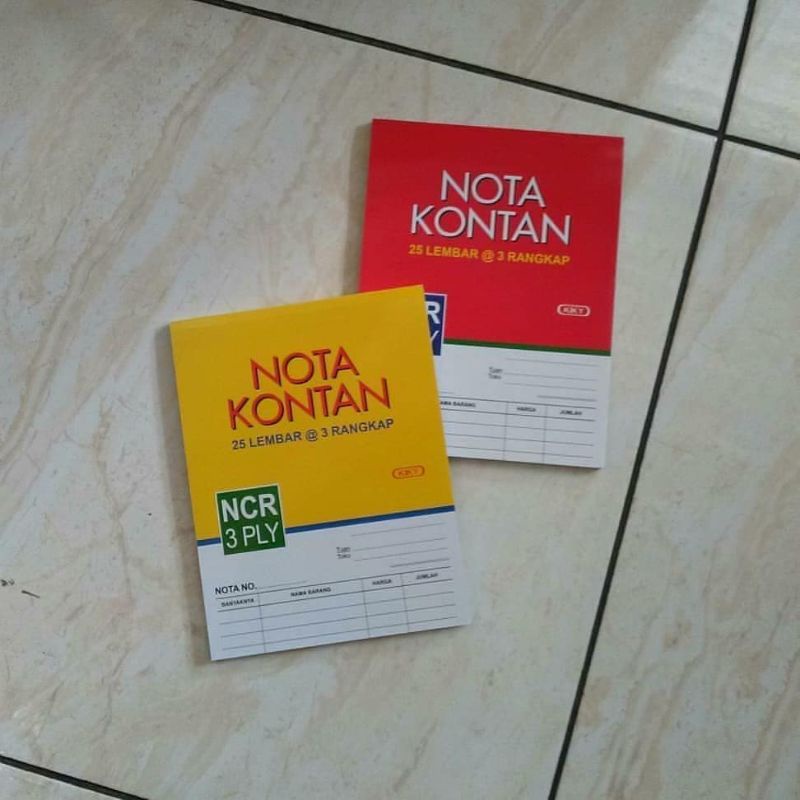 NOTA
KONTAN
25 LEMBAR @ 3 RANGKAP
KIKY
Tuan
Toko
NAMA BARANG
HARGA
JUMLAH
NOTA
KONTAN
25 LEMBAR @ 3 RANGKAP
KIKY
NCR
3 PLY
Tuan
Toko
NOTA NO.
BANYAKNYA
NAMA BARANG
HARGA
JUMLAH